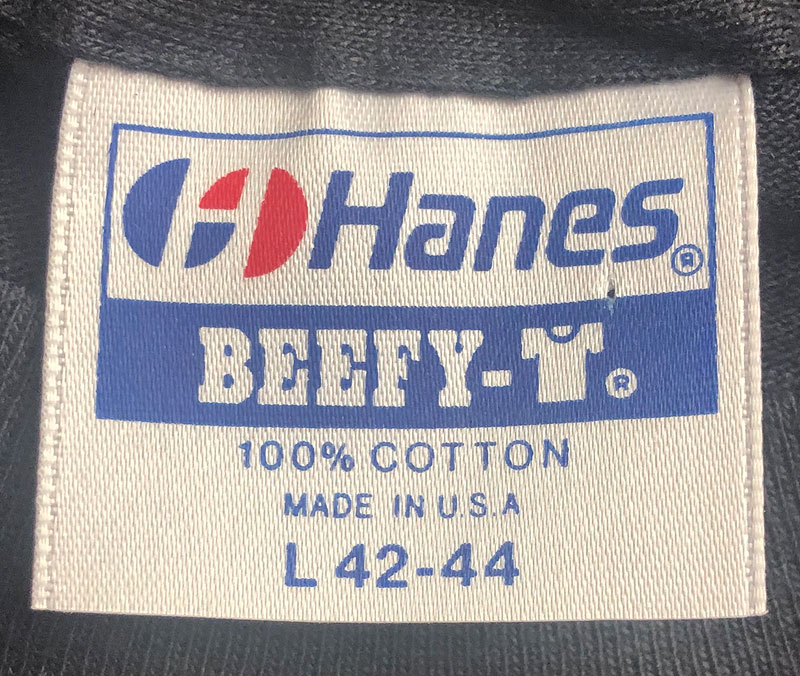 Hanes®
BEEFY-T®
100% COTTON
MADE IN U.S.A
L 42-44